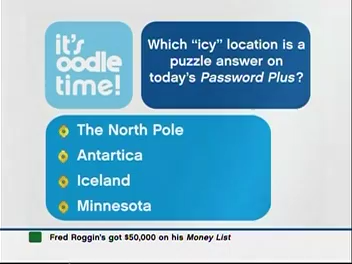 it's
oodle
time!
Which “icy” location is a
puzzle answer on
today's Password Plus?
The North Pole
Antartica
Iceland
Minnesota
Fred Roggin's got $50,000 on his Money List